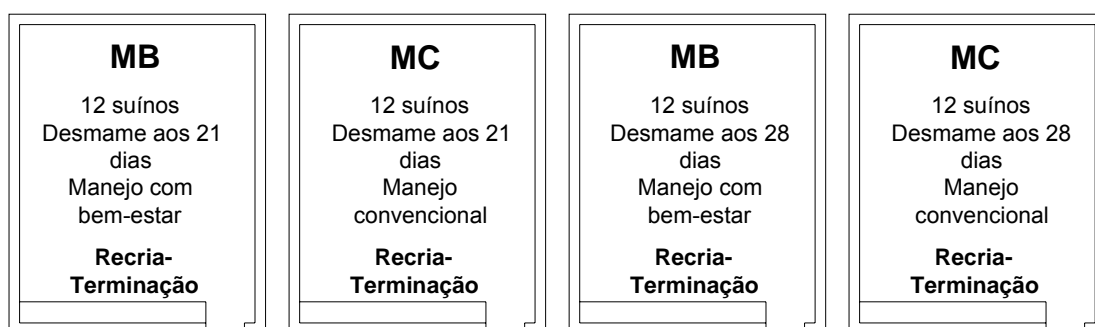 MB
12 suínos
Desmame aos 21
dias
Manejo com
bem-estar
Recria-
Terminação
MC
12 suínos
Desmame aos 21
dias
Manejo
convencional
Recria-
Terminação
MB
12 suínos
Desmame aos 28
dias
Manejo com
bem-estar
Recria-
Terminação
MC
12 suínos
Desmame aos 28
dias
Manejo
convencional
Recria-
Terminação